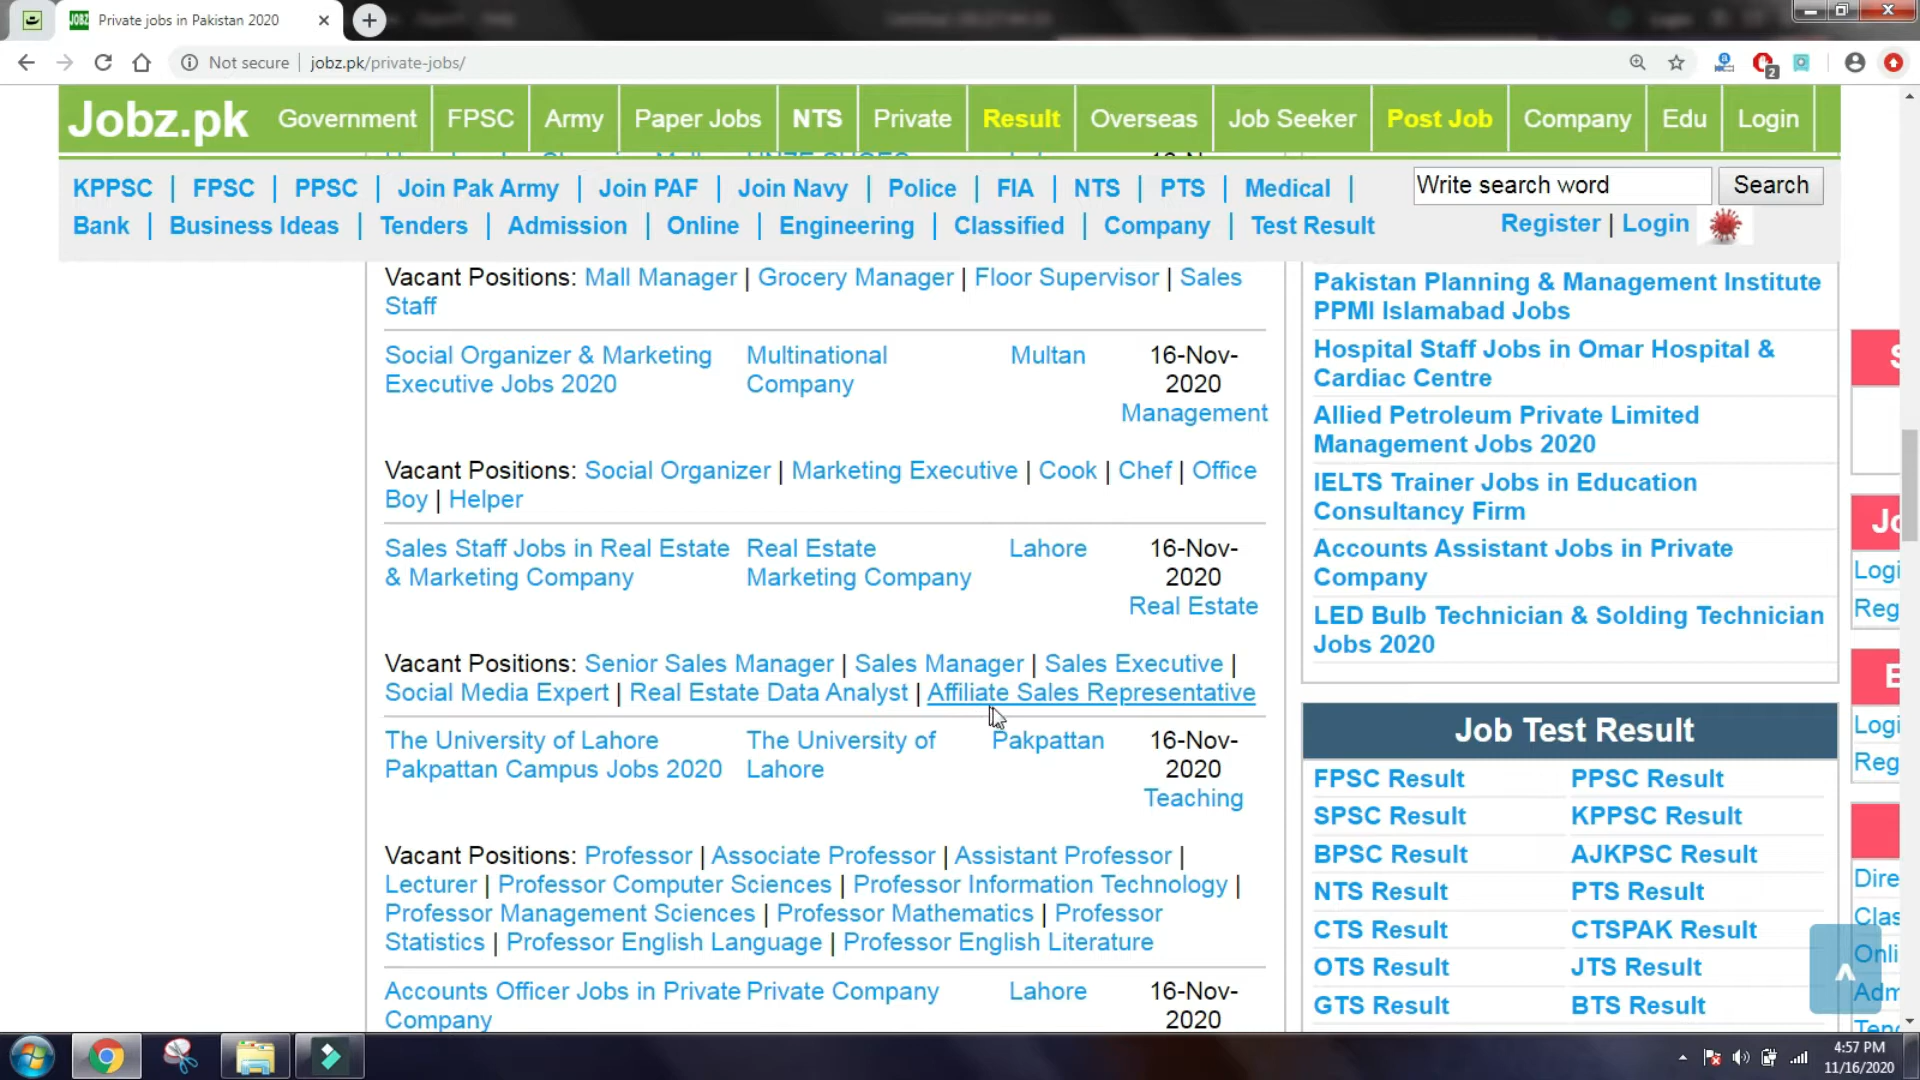 Private jobs in Pakistan 2020
Not secure | jobz.pk/private-jobs/
2
Jobz.pk Government FPSC Army Paper Jobs NTS Private Result Overseas Job Seeker Post Job Company Edu Login
KPPSC | FPSC | PPSC | Join Pak Army | Join PAF | Join Navy | Police | FIA | NTS | PTS | Medical |
Bank | Business Ideas | Tenders | Admission | Online | Engineering | Classified | Company | Test Result
Write search word Search
Register | Login
Vacant Positions: Mall Manager | Grocery Manager | Floor Supervisor | Sales
Staff
Social Organizer & Marketing
Executive Jobs 2020
Multinational
Company
Multan
16-Nov-
2020
Management
Vacant Positions: Social Organizer | Marketing Executive | Cook | Chef | Office
Boy | Helper
Sales Staff Jobs in Real Estate
& Marketing Company
Real Estate
Marketing Company
Lahore
16-Nov-
2020
Real Estate
Vacant Positions: Senior Sales Manager | Sales Manager | Sales Executive |
Social Media Expert | Real Estate Data Analyst | Affiliate Sales Representative
The University of Lahore
Pakpattan Campus Jobs 2020
The University of
Lahore
Pakpattan
16-Nov-
2020
Teaching
Vacant Positions: Professor | Associate Professor | Assistant Professor |
Lecturer | Professor Computer Sciences | Professor Information Technology |
Professor Management Sciences | Professor Mathematics | Professor
Statistics | Professor English Language | Professor English Literature
Accounts Officer Jobs in Private
Company
Private Company
Lahore
16-Nov-
2020
Pakistan Planning & Management Institute
PPMI Islamabad Jobs
Hospital Staff Jobs in Omar Hospital &
Cardiac Centre
Allied Petroleum Private Limited
Management Jobs 2020
IELTS Trainer Jobs in Education
Consultancy Firm
Accounts Assistant Jobs in Private
Company
LED Bulb Technician & Solding Technician
Jobs 2020
Job Test Result
FPSC Result PPSC Result
SPSC Result KPPSC Result
BPSC Result AJKPSC Result
NTS Result PTS Result
CTS Result CTSPAK Result
OTS Result JTS Result
GTS Result BTS Result
4:57 PM
11/16/2020